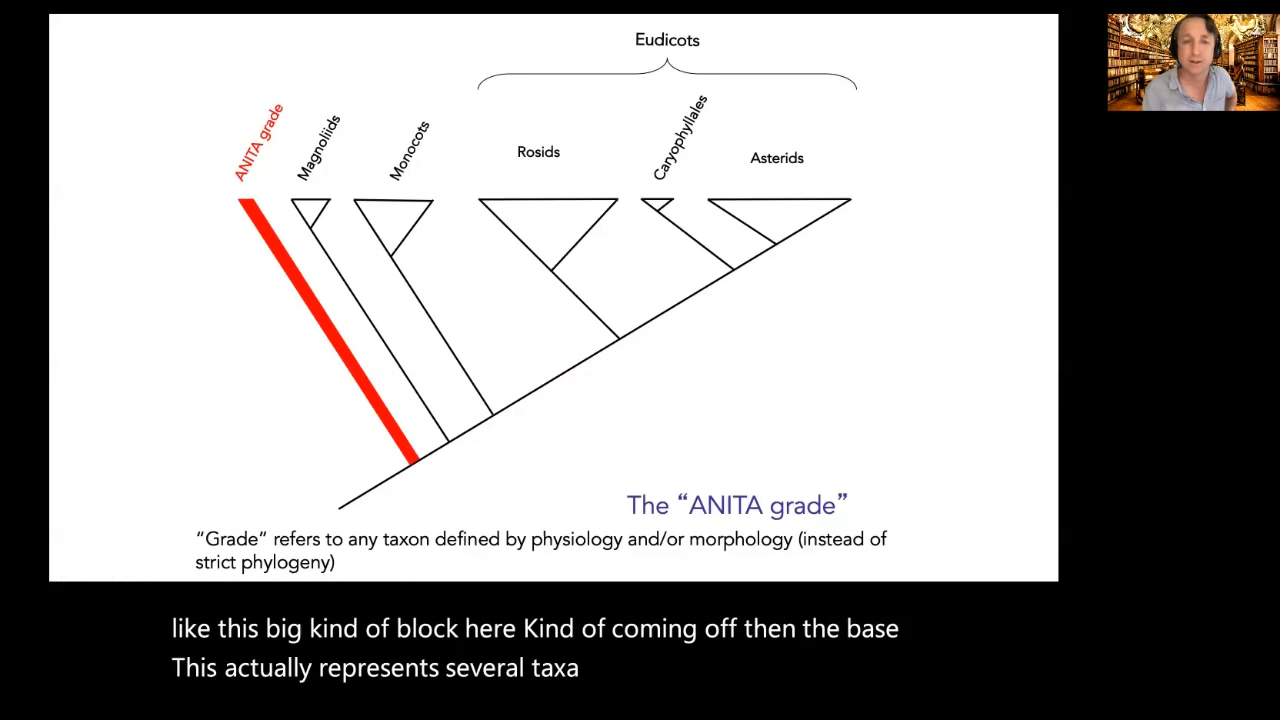 Eudicots
ANITA grade
Magnoliids
Monocots
Rosids
Caryophyllales
Asterids
The “ANITA grade”
“Grade” refers to any taxon defined by physiology and/or morphology (instead of
strict phylogeny)
like this big kind of block here Kind of coming off then the base
This actually represents several taxa